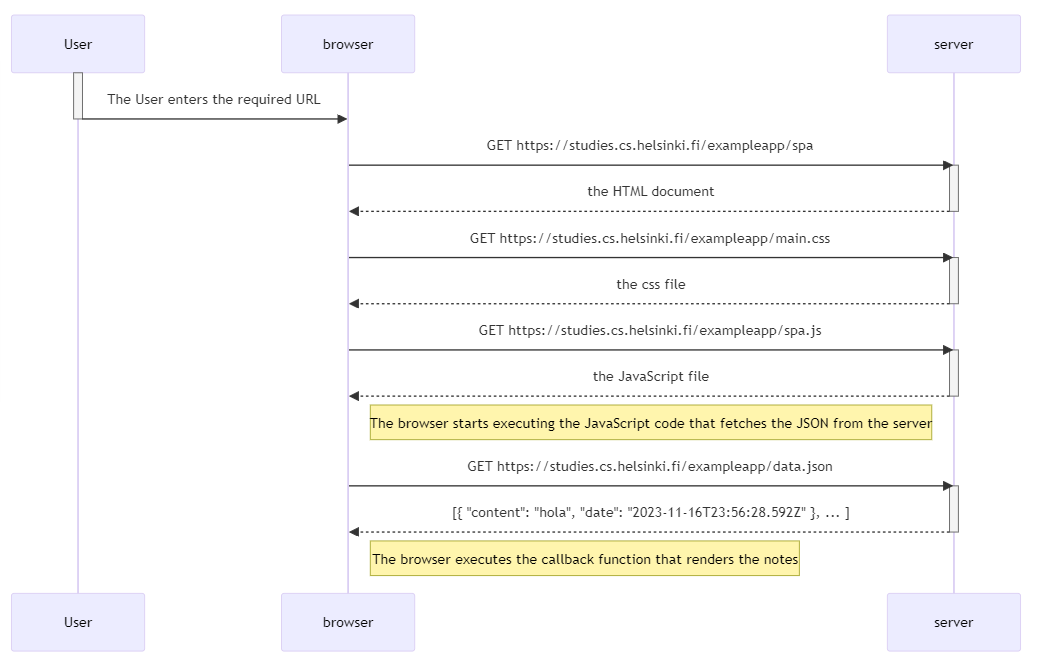 User browser server
The User enters the required URL
GET https://studies.cs.helsinki.fi/exampleapp/spa
the HTML document
GET https://studies.cs.helsinki.fi/exampleapp/main.css
the css file
GET https://studies.cs.helsinki.fi/exampleapp/spa.js
the JavaScript file
The browser starts executing the JavaScript code that fetches the JSON from the server
GET https://studies.cs.helsinki.fi/exampleapp/data.json
[{ "content": "hola", "date": "2023-11-16T23:56:28.592Z" }, ... ]
The browser executes the callback function that renders the notes
User browser server